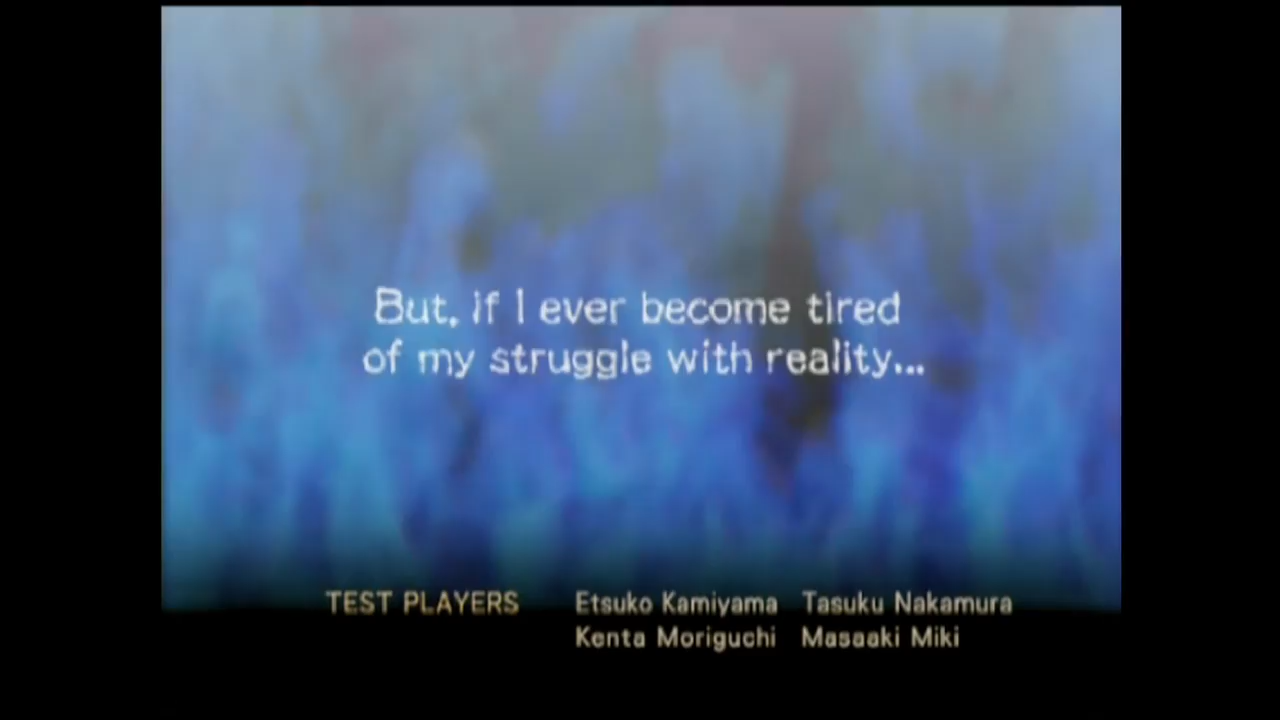 But, if I ever become tired
of my struggle with reality...
TEST PLAYERS Etsuko Kamiyama Tasuku Nakamura
Kenta Moriguchi Masaaki Miki